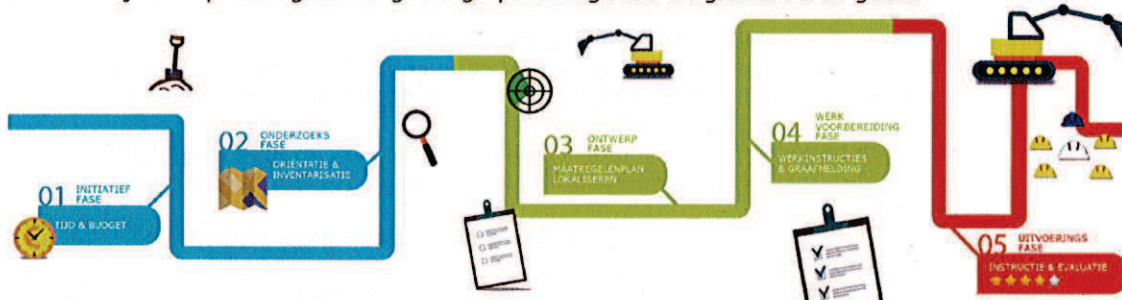 01 INITIATIEF
FASE
TIJD & BUDGET
02 ONDERZOEKS
FASE
ORIËNTATIE &
INVENTARISATIE
03 ONTWERP
FASE
MAATREGELENPLAN
LOKALISEREN
04 WERK
VOORBEREIDING
FASE
WERKINSTRUCTIES
& GRAAFMELDING
05 UITVOERINGS
FASE
INSTRUCTIE & EVALUATIE